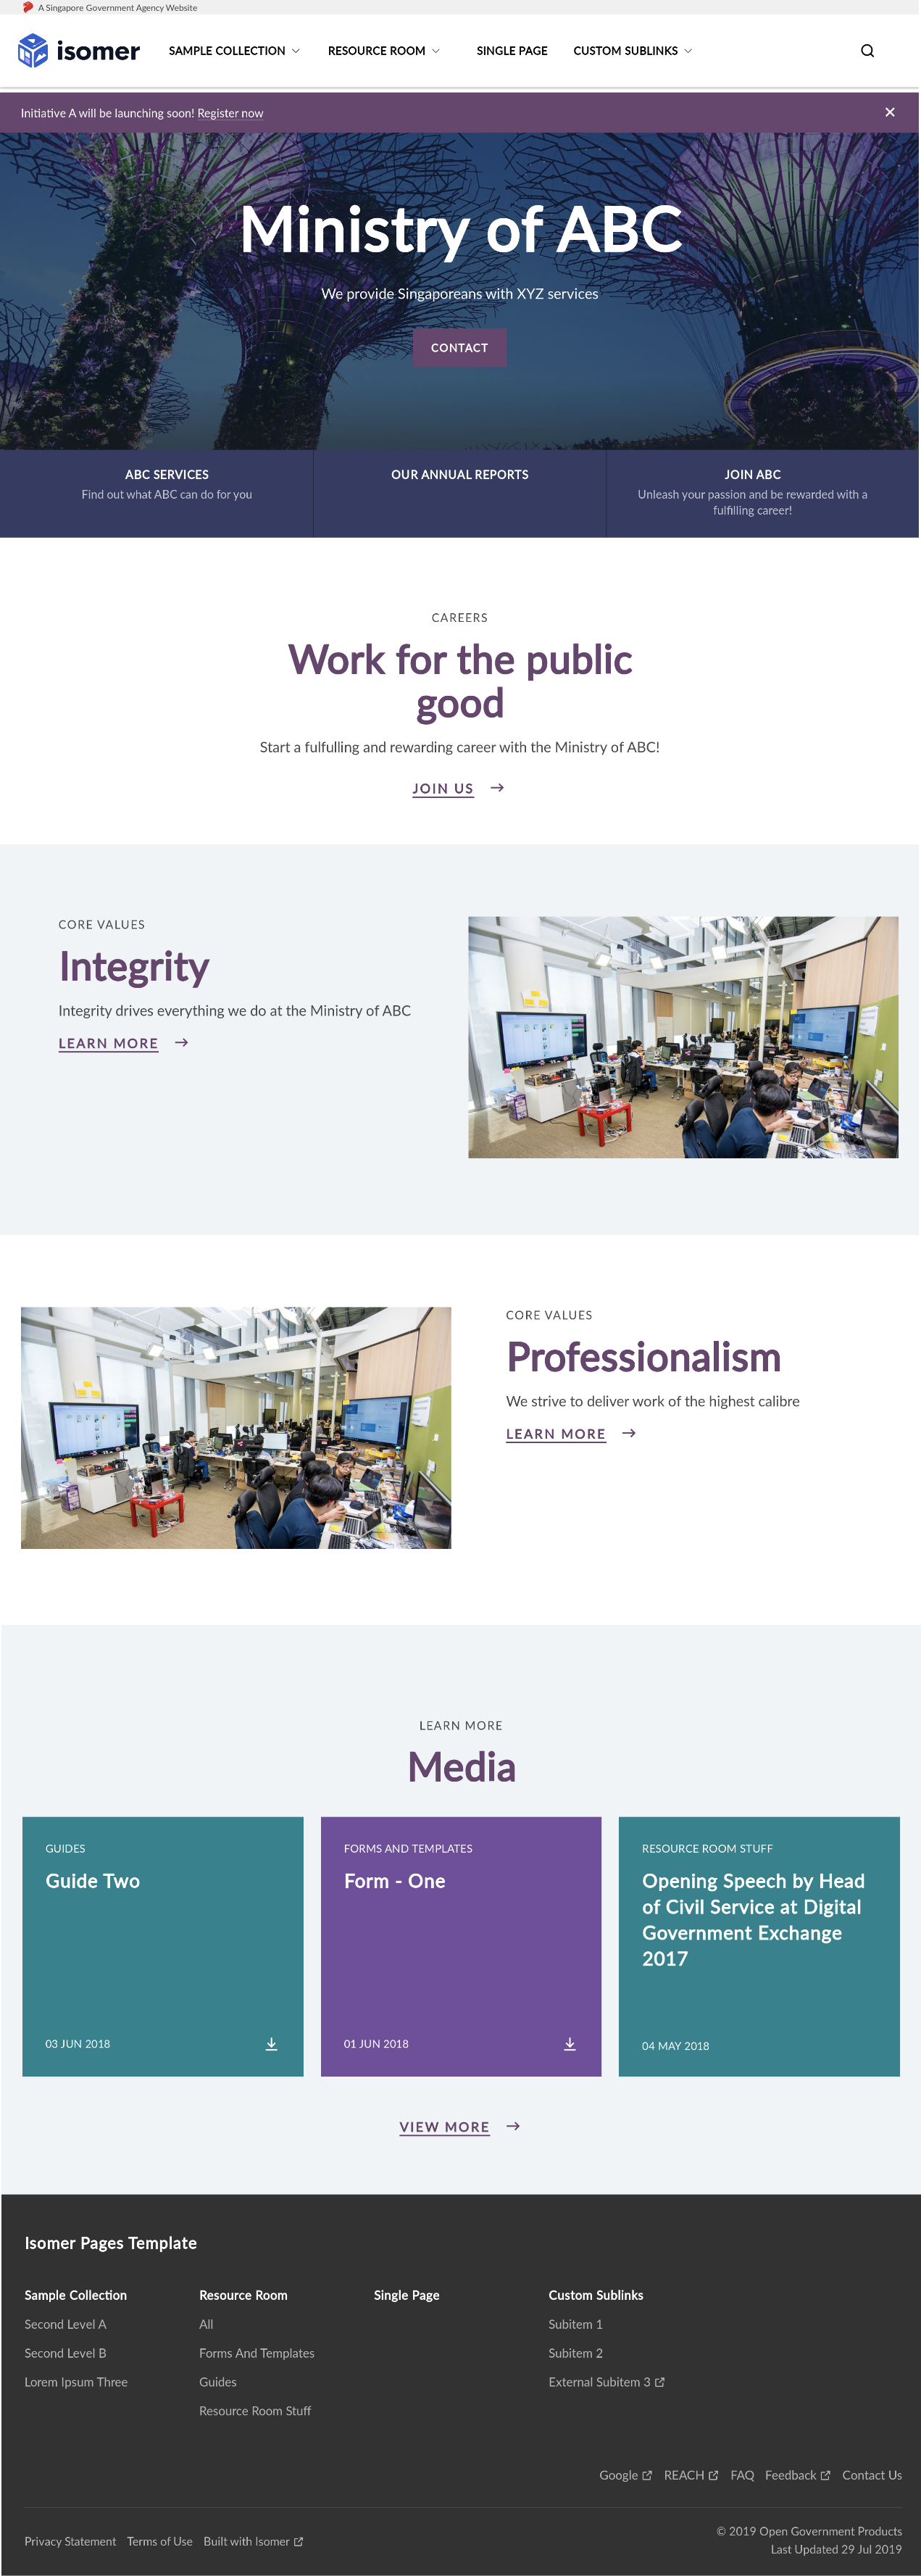 A Singapore Government Agency Website
isomer
SAMPLE COLLECTION
RESOURCE ROOM
SINGLE PAGE
CUSTOM SUBLINKS
Initiative A will be launching soon! Register now
Ministry of ABC
We provide Singaporeans with XYZ services
CONTACT
ABC SERVICES
Find out what ABC can do for you
OUR ANNUAL REPORTS
JOIN ABC
Unleash your passion and be rewarded with a
fulfilling career!
CAREERS
Work for the public
good
Start a fulfulling and rewarding career with the Ministry of ABC!
JOIN US
CORE VALUES
Integrity
Integrity drives everything we do at the Ministry of ABC
LEARN MORE
CORE VALUES
Professionalism
We strive to deliver work of the highest calibre
LEARN MORE
LEARN MORE
Media
GUIDES
Guide Two
03 JUN 2018
FORMS AND TEMPLATES
Form - One
01 JUN 2018
RESOURCE ROOM STUFF
Opening Speech by Head
of Civil Service at Digital
Government Exchange
2017
04 MAY 2018
VIEW MORE
Isomer Pages Template
Sample Collection
Second Level A
Second Level B
Lorem Ipsum Three
Resource Room
All
Forms And Templates
Guides
Resource Room Stuff
Single Page
Custom Sublinks
Subitem 1
Subitem 2
External Subitem 3
Google
REACH
FAQ
Feedback
Contact Us
Privacy Statement
Terms of Use
Built with Isomer
© 2019 Open Government Products
Last Updated 29 Jul 2019